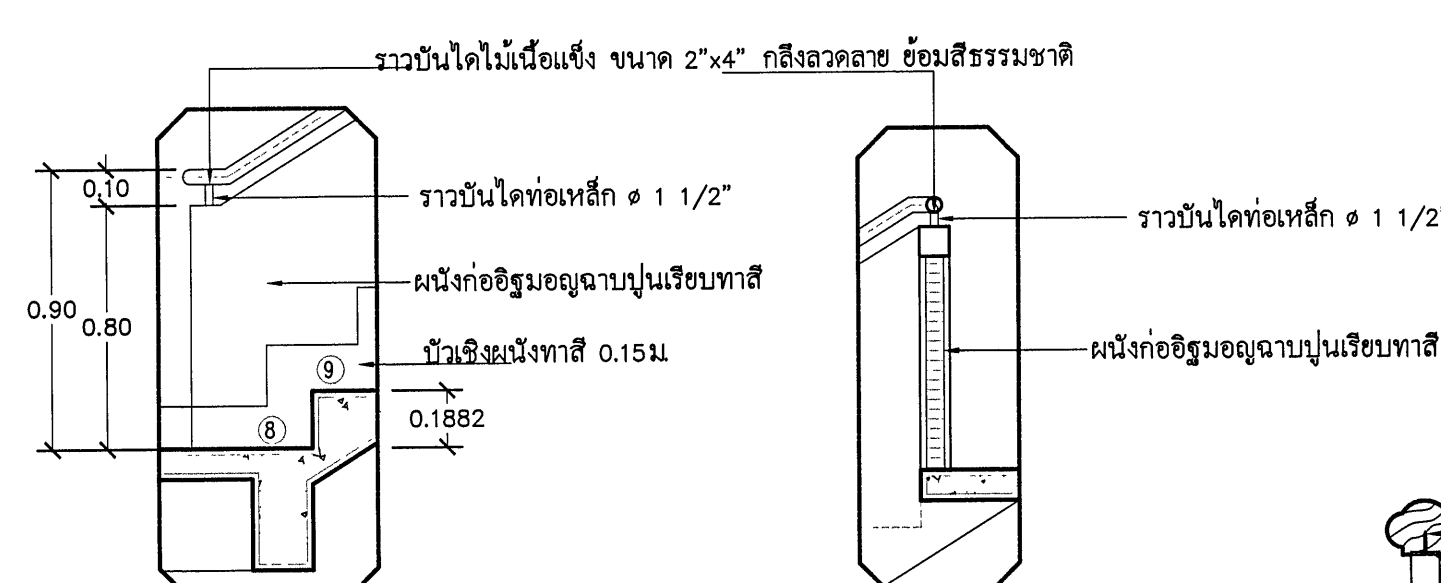 ราวบันไดไม้เนื้อแข็ง ขนาด 2"x4" กลึงลวดลาย ย้อมสีธรรมชาติ
0.10
ราวบันไดท่อเหล็ก ø 1 1/2"
ราวบันไดท่อเหล็ก ø 1 1/2"
ผนังก่ออิฐมอญฉาบปูนเรียบทาสี
0.90
0.80
บัวเชิงผนังทาสี 0.15ม.
ผนังก่ออิฐมอญฉาบปูนเรียบทาสี
9
0.1882
8